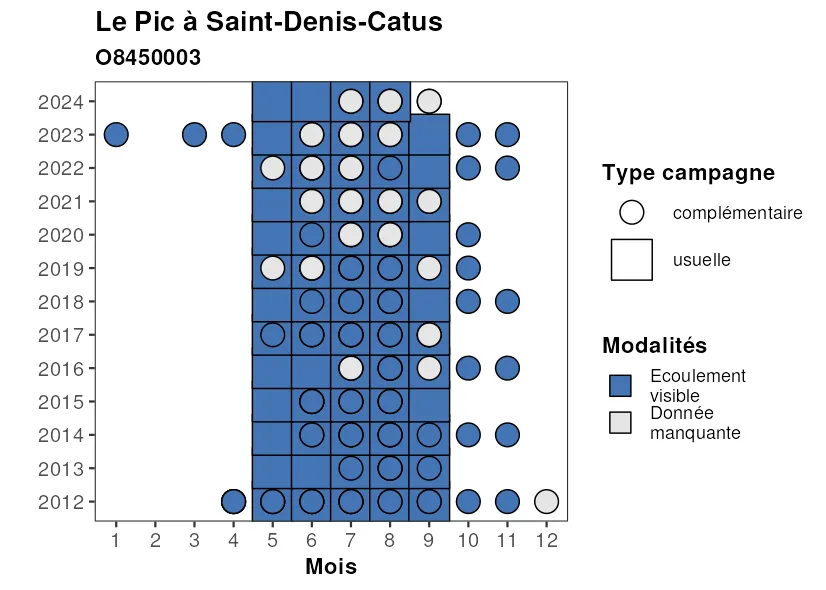 Le Pic à Saint-Denis-Catus
O8450003
2024
2023
2022
2021
2020
2019
2018
2017
2016
2015
2014
2013
2012
1 2 3 4 5 6 7 8 9 10 11 12
Mois
Type campagne
complémentaire
usuelle
Modalités
Ecoulement
visible
Donnée
manquante